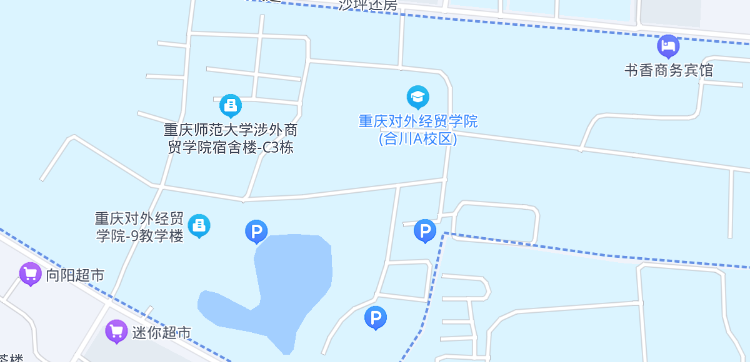 沙坪还房
书香商务宾馆
重庆对外经贸学院
(合川A校区)
重庆师范大学涉外商
贸学院宿舍楼-C3栋
重庆对外经贸
学院-9教学楼
P
P
P
向阳超市
迷你超市
茶楼